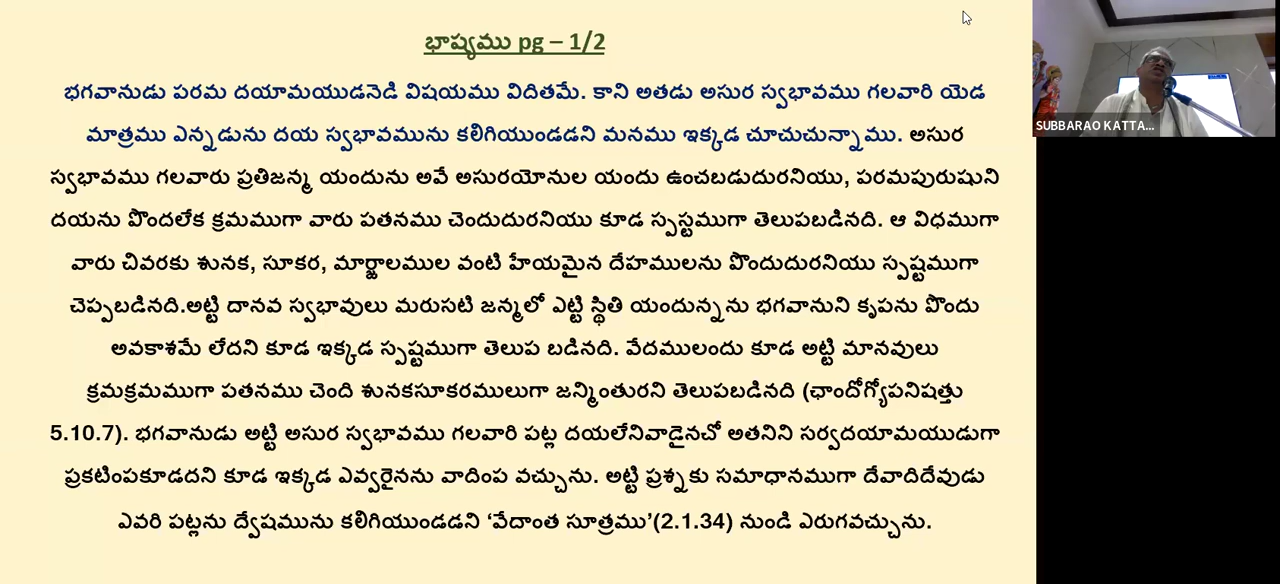 భాష్యము pg – 1/2
భగవానుడు పరమ దయామయుడనెడి విషయము విదితమే. కాని అతడు అసుర స్వభావము గలవారి యెడ
మాత్రము ఎన్నడును దయ స్వభావమును కలిగియుండడని మనము ఇక్కడ చూచుచున్నాము. అసుర
స్వభావము గలవారు ప్రతిజన్మ యందును అవే అసురయోనుల యందు ఉంచబడుదురనియు, పరమపురుషుని
దయను పొందలేక క్రమముగా వారు పతనము చెందుదురనియు కూడ స్పస్టముగా తెలుపబడినది. ఆ విధముగా
వారు చివరకు శునక, సూకర, మార్జాలముల వంటి హేయమైన దేహములను పొందుదురనియు స్పష్టముగా
చెప్పబడినది.అట్టి దానవ స్వభావులు మరుసటి జన్మలో ఎట్టి స్థితి యందున్నను భగవానుని కృపను పొందు
అవకాశమే లేదని కూడ ఇక్కడ స్పష్టముగా తెలుప బడినది. వేదములందు కూడ అట్టి మానవులు
క్రమక్రమముగా పతనము చెంది శునకసూకరములుగా జన్మింతురని తెలుపబడినది (ఛాందోగ్యోపనిషత్తు
5.10.7). భగవానుడు అట్టి అసుర స్వభావము గలవారి పట్ల దయలేనివాడైనచో అతనిని సర్వదయామయుడుగా
ప్రకటింపకూడదని కూడ ఇక్కడ ఎవ్వరైనను వాదింప వచ్చును. అట్టి ప్రశ్నకు సమాధానముగా దేవాదిదేవుడు
ఎవరి పట్లను ద్వేషమును కలిగియుండడని ‘వేదాంత సూత్రము’(2.1.34) నుండి ఎరుగవచ్చును.
SUBBARAO KATTA...